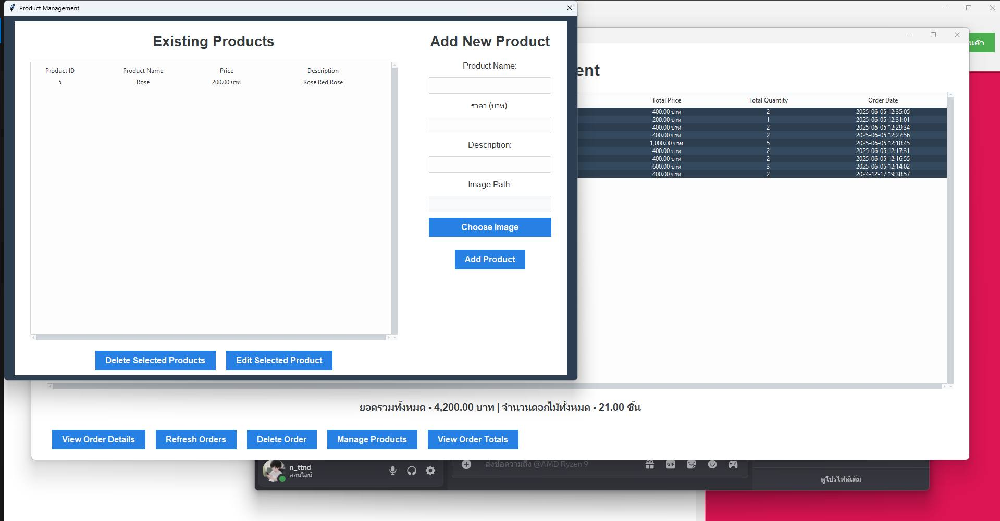 Product Management
Existing Products
Product ID Product Name Price Description
5 Rose 200.00 บาท Rose Red Rose
Delete Selected Products Edit Selected Product
Add New Product
Product Name:
ราคา (บาท):
Description:
Image Path:
Choose Image
Add Product
นค้า
ent
Total Price Total Quantity Order Date
400.00 บาท 2 2025-06-05 12:35:05
200.00 บาท 1 2025-06-05 12:31:01
400.00 บาท 2 2025-06-05 12:29:34
400.00 บาท 2 2025-06-05 12:27:56
1,000.00 บาท 5 2025-06-05 12:18:45
400.00 บาท 2 2025-06-05 12:17:31
400.00 บาท 2 2025-06-05 12:16:55
600.00 บาท 3 2025-06-05 12:14:02
400.00 บาท 2 2024-12-17 19:38:57
ยอดรวมทั้งหมด - 4,200.00 บาท | จำนวนดอกไม้ทั้งหมด - 21.00 ชิ้น
View Order Details Refresh Orders Delete Order Manage Products View Order Totals
n_ttnd
ออนไลน์
ส่งข้อความถึง @AMD Ryzen 9
GIF
ดูโปรไฟล์เต็ม